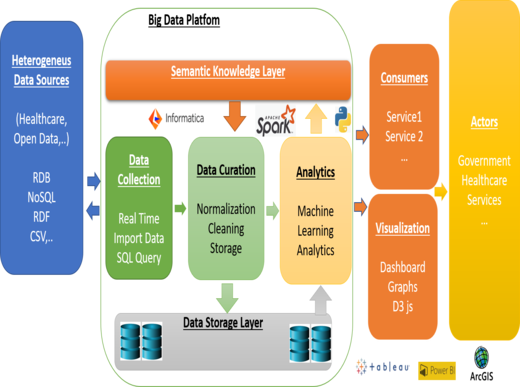 Big Data Platfom
Heterogeneus
Data Sources
(Healthcare,
Open Data,..)
RDB
NoSQL
RDF
CSV,..
Semantic Knowledge Layer
Informatica
APACHE
Spark
Data
Collection
Real Time
Import Data
SQL Query
Data Curation
Normalization
Cleaning
Storage
Analytics
Machine
Learning
Analytics
Data Storage Layer
Consumers
Service1
Service 2
...
Visualization
Dashboard
Graphs
D3 js
Actors
Government
Healthcare
Services
...
+ableau
Power BI
ArcGIS